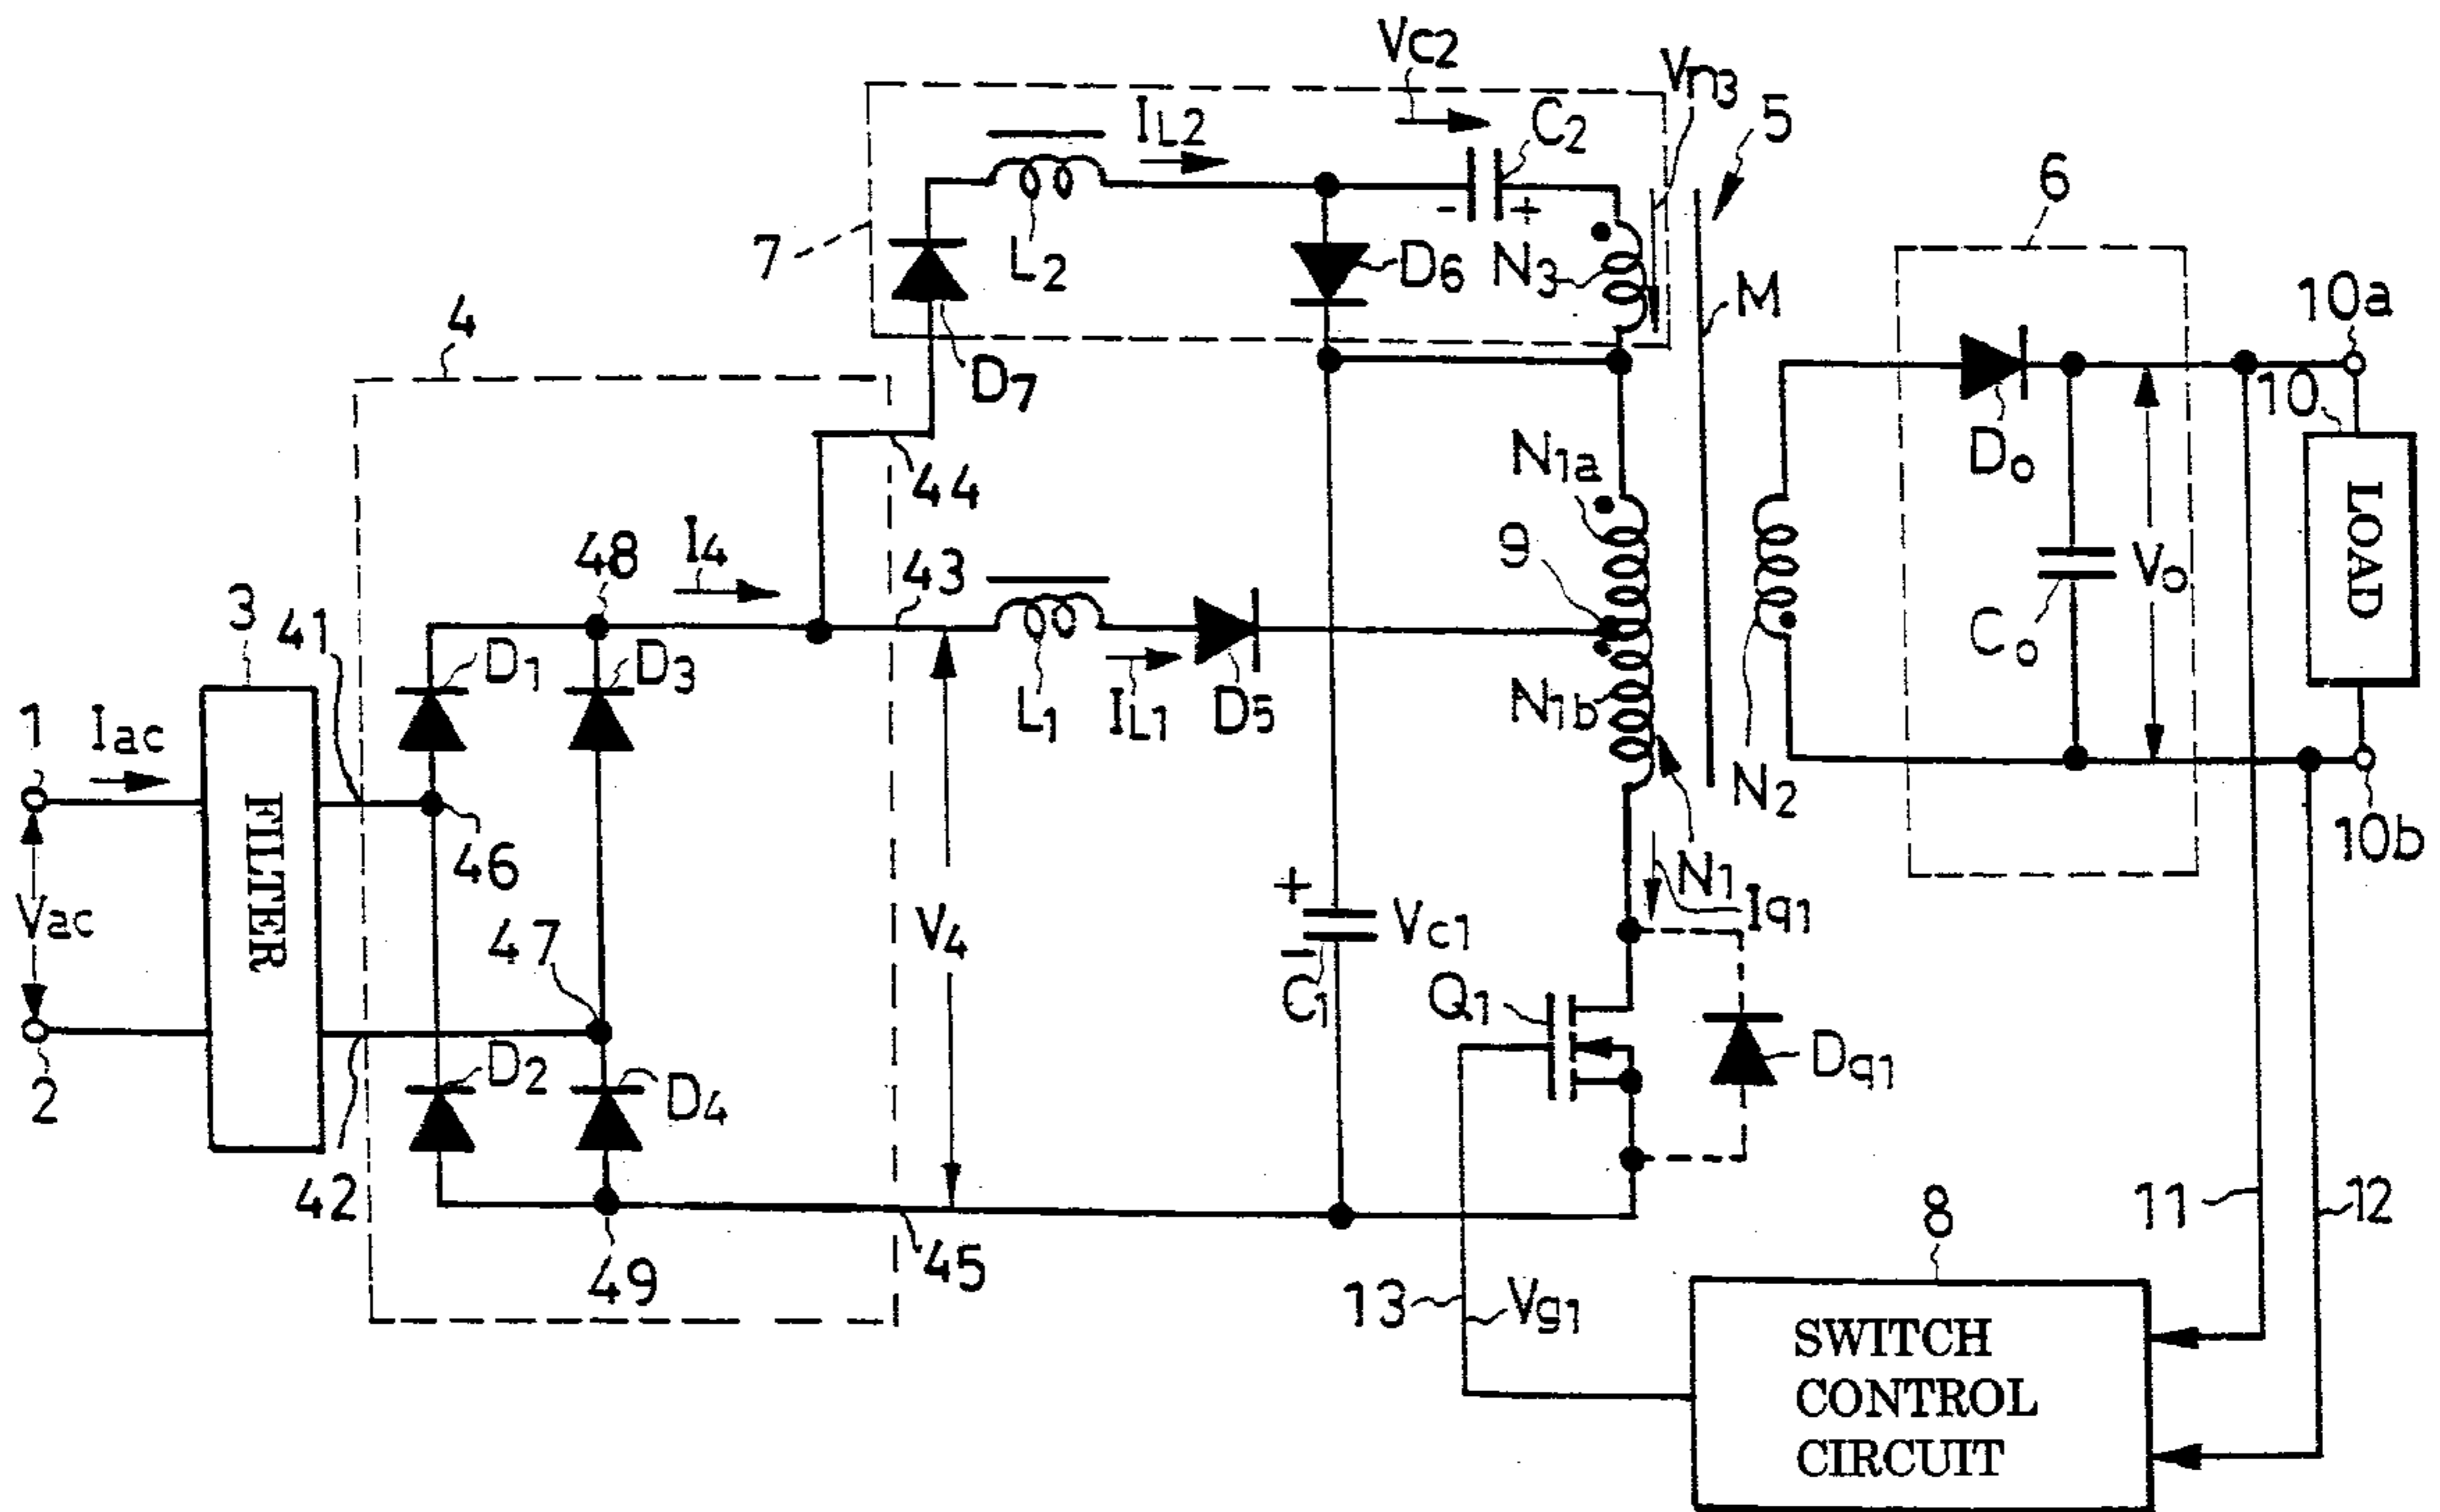 Vc2
Vn3
IL2
C2
5
6
7
L2
D6
N3
M
10a
4
D7
10
44
N1a
Do
LOAD
48
I4
43
9
3
41
D1
D3
Vo
Co
1
Iac
L1
IL1
D5
N1b
N2
10b
FILTER
46
N1
Iq1
Vac
47
V4
+
Vc1
-
C1
Q1
Dq1
2
D2
D4
42
45
49
8
11
12
13
Vg1
SWITCH
CONTROL
CIRCUIT
- +